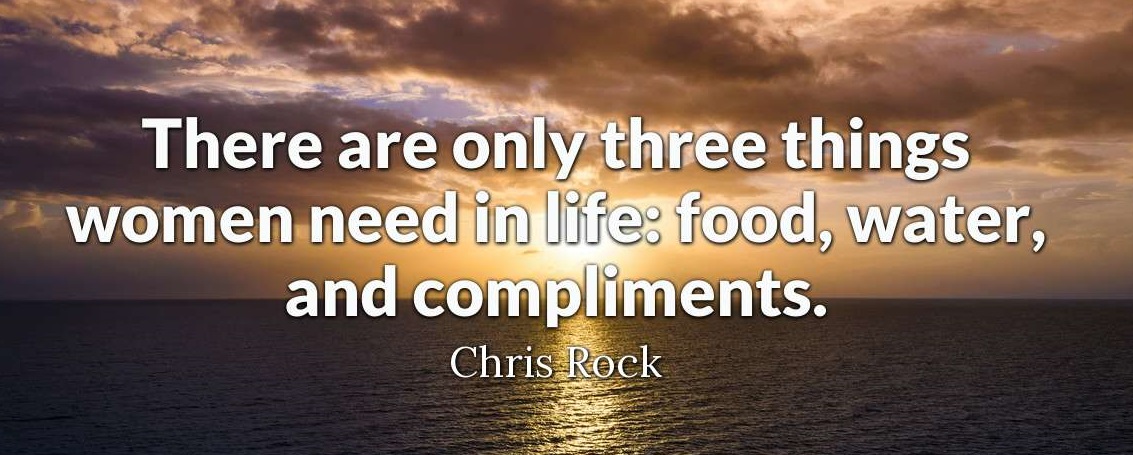 There are only three things
women need in life: food, water,
and compliments.
Chris Rock